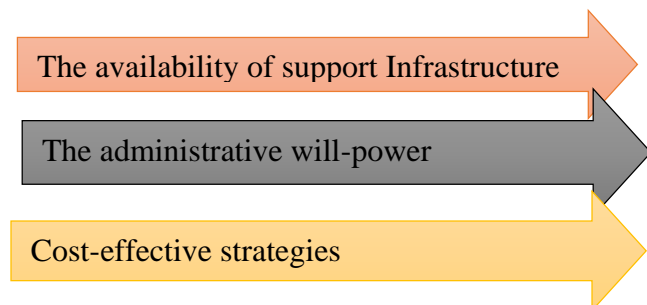 The availability of support Infrastructure
The administrative will-power
Cost-effective strategies